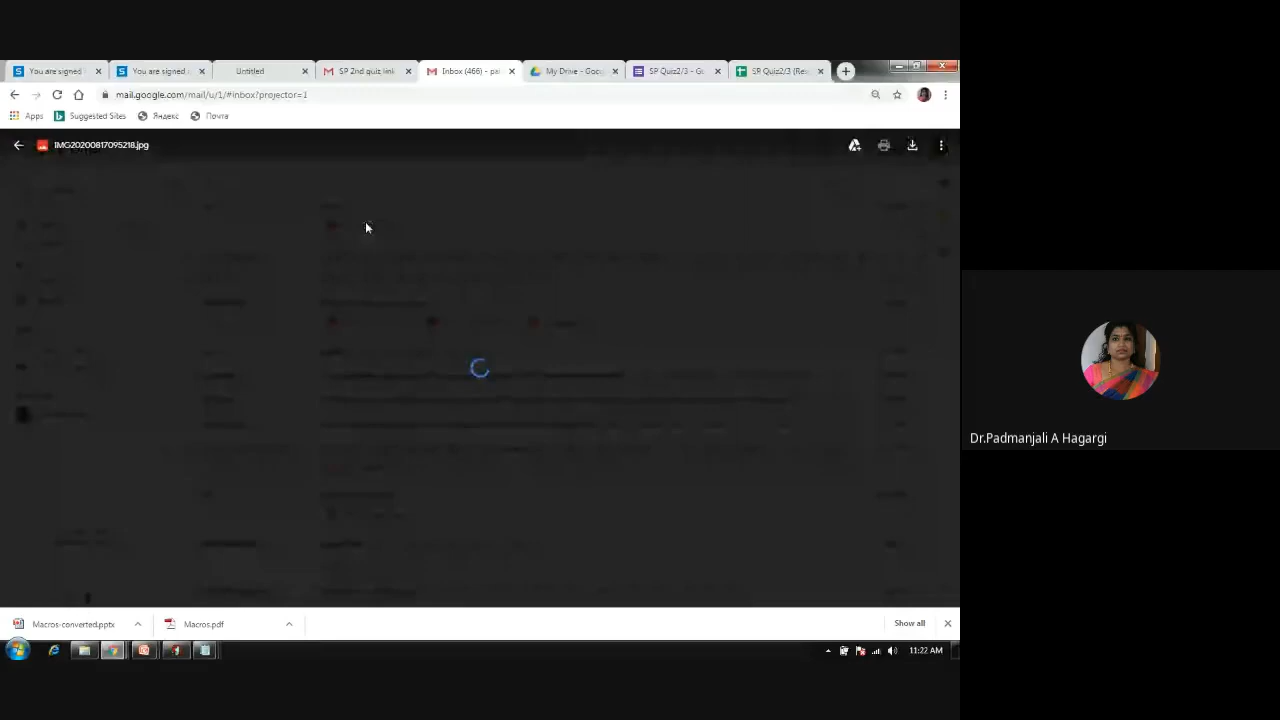 You are signed i
You are signed i
Untitled
SP 2nd quiz link
Inbox (466) - pa
My Drive - Goog
SP Quiz2/3 - Go
SR Quiz2/3 (Res
mail.google.com/mail/u/1/#inbox?projector=1
Apps
Suggested Sites
Яндекс
Почта
IMG20200817095218.jpg
Dr.Padmanjali A Hagargi
Macros-converted.pptx
Macros.pdf
Show all
11:22 AM